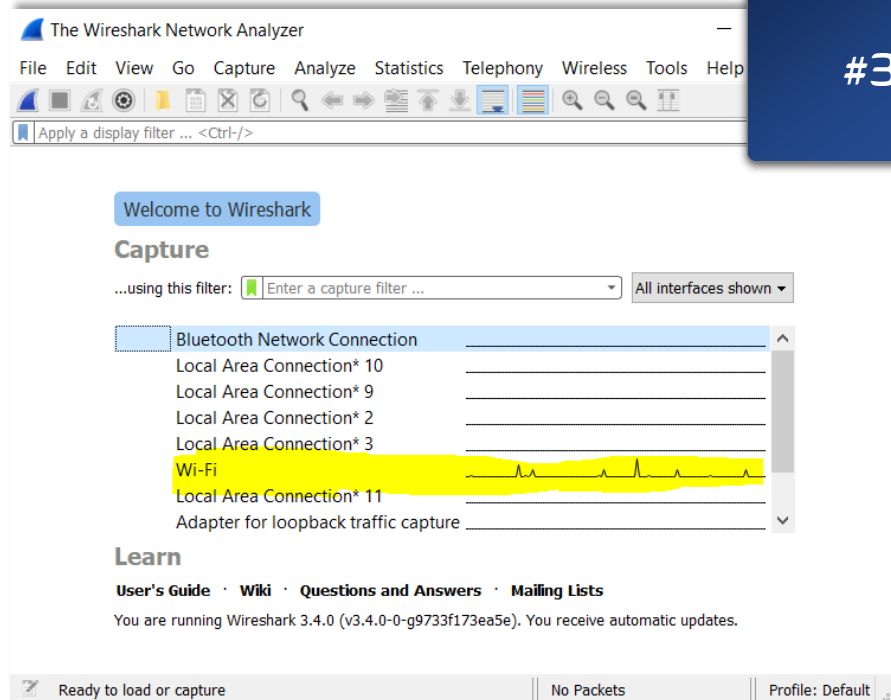 The Wireshark Network Analyzer
#3
File Edit View Go Capture Analyze Statistics Telephony Wireless Tools Help
Apply a display filter ... <Ctrl-/>
Welcome to Wireshark
Capture
...using this filter: Enter a capture filter ... All interfaces shown
Bluetooth Network Connection
Local Area Connection* 10
Local Area Connection* 9
Local Area Connection* 2
Local Area Connection* 3
Wi-Fi
Local Area Connection* 11
Adapter for loopback traffic capture
Learn
User's Guide · Wiki · Questions and Answers · Mailing Lists
You are running Wireshark 3.4.0 (v3.4.0-0-g9733f173ea5e). You receive automatic updates.
Ready to load or capture No Packets Profile: Default